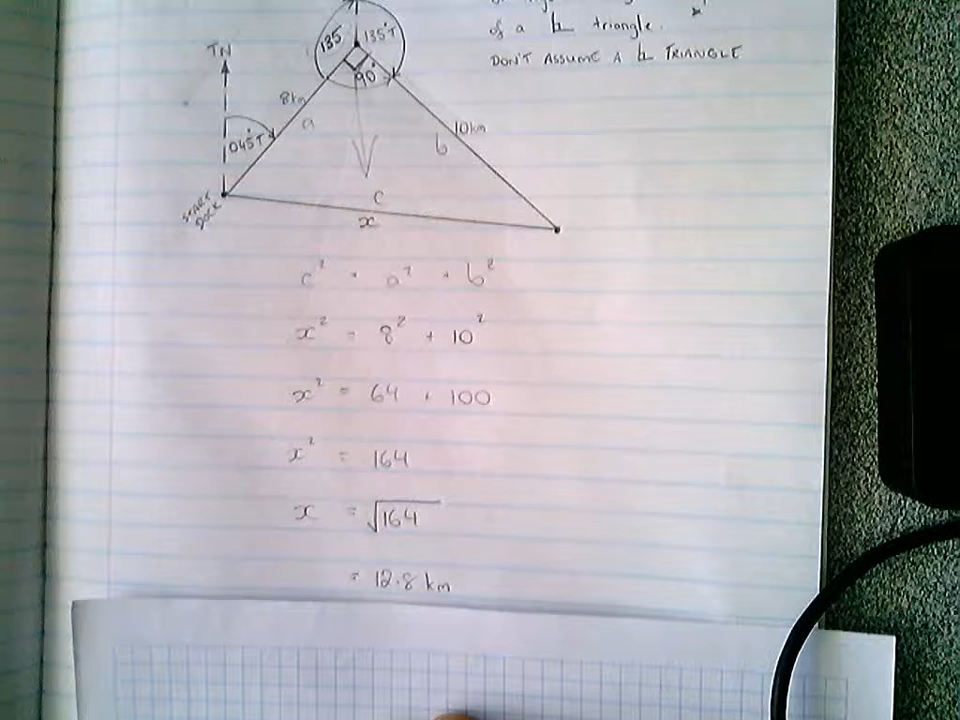 of a triangle.
DON'T ASSUME A TRIANGLE
TN
135
135°T
90°
8km
a
045°T
10km
b
START
DOCK
c
x
c² = a² + b²
x² = 8² + 10²
x² = 64 + 100
x² = 164
x = √164
= 12.8 km